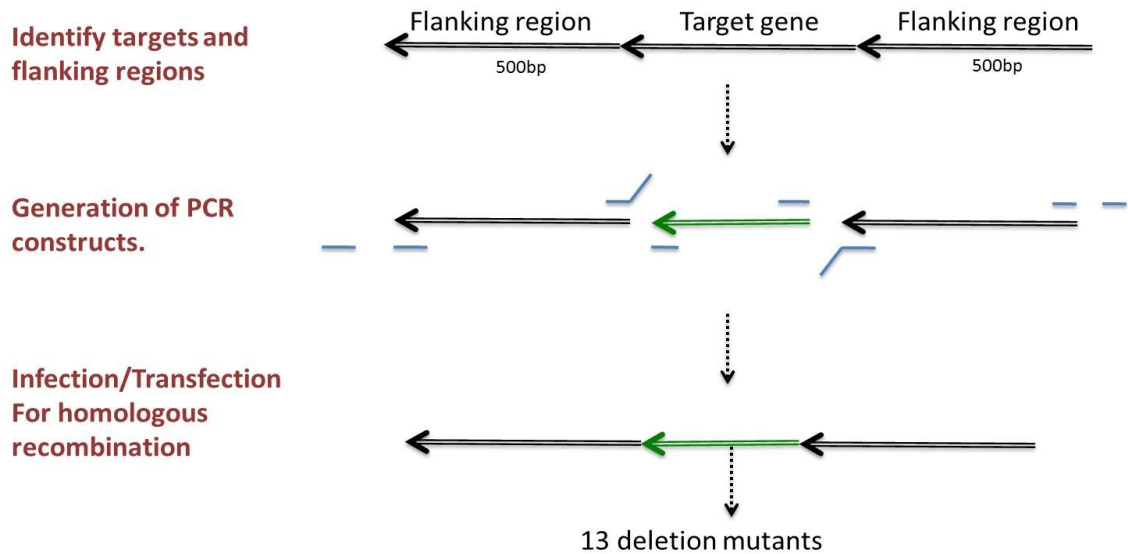 Identify targets and
flanking regions
Flanking region
Target gene
Flanking region
500bp
500bp
Generation of PCR
constructs.
Infection/Transfection
For homologous
recombination
13 deletion mutants